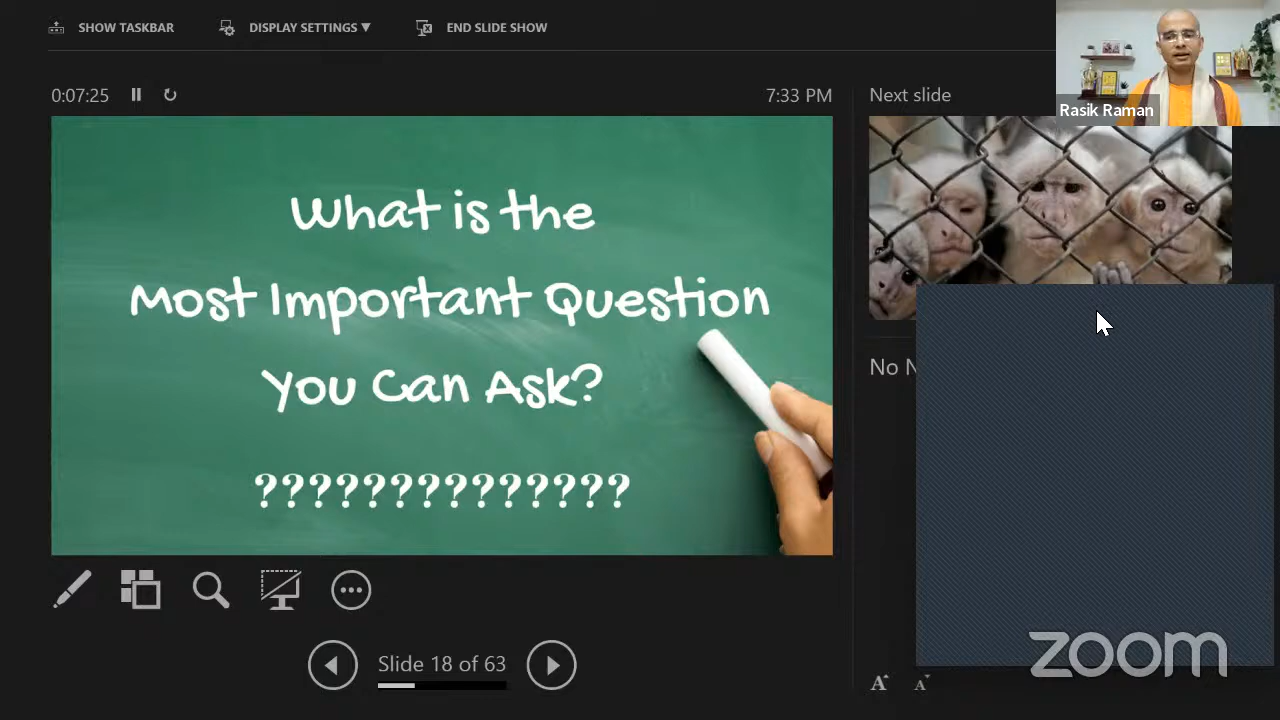 SHOW TASKBAR
DISPLAY SETTINGS ▼
END SLIDE SHOW
0:07:25
7:33 PM
Next slide
Rasik Raman
What is the
Most Important Question
You Can Ask?
??????????????
No N
Slide 18 of 63
A A
zoom